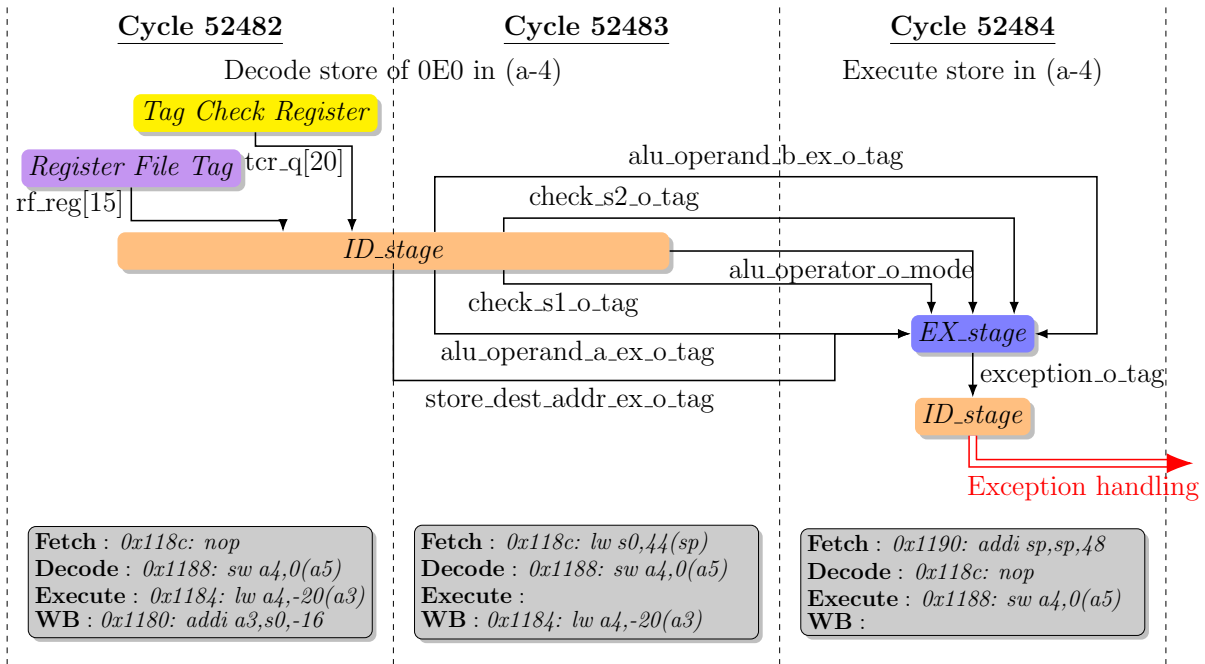 Cycle 52482
Cycle 52483
Cycle 52484
Decode store of 0E0 in (a-4)
Execute store in (a-4)
Tag Check Register
Register File Tag
tcr_q[20]
rf_reg[15]
alu_operand_b_ex_o_tag
check_s2_o_tag
ID_stage
alu_operator_o_mode
check_s1_o_tag
EX_stage
alu_operand_a_ex_o_tag
exception_o_tag
store_dest_addr_ex_o_tag
ID_stage
Exception handling
Fetch : 0x118c: nop
Decode : 0x1188: sw a4,0(a5)
Execute : 0x1184: lw a4,-20(a3)
WB : 0x1180: addi a3,s0,-16
Fetch : 0x118c: lw s0,44(sp)
Decode : 0x1188: sw a4,0(a5)
Execute :
WB : 0x1184: lw a4,-20(a3)
Fetch : 0x1190: addi sp,sp,48
Decode : 0x118c: nop
Execute : 0x1188: sw a4,0(a5)
WB :